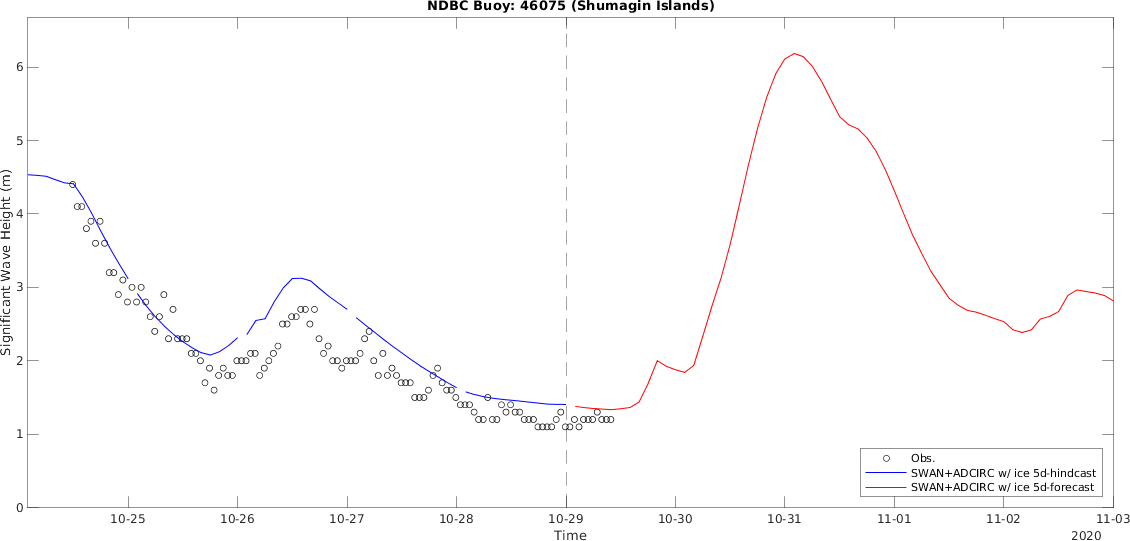 NDBC Buoy: 46075 (Shumagin Islands)
Significant Wave Height (m)
6
5
4
3
2
1
0
Obs.
SWAN+ADCIRC w/ ice 5d-hindcast
SWAN+ADCIRC w/ ice 5d-forecast
10-25 10-26 10-27 10-28 10-29 10-30 10-31 11-01 11-02 11-03
Time
2020